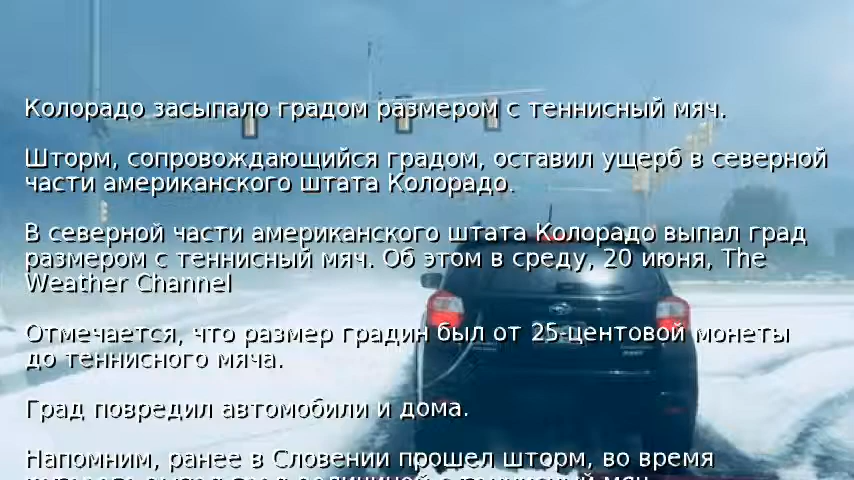 Колорадо засыпало градом размером с теннисный мяч.
Шторм, сопровождающийся градом, оставил ущерб в северной
части американского штата Колорадо.
В северной части американского штата Колорадо выпал град
размером с теннисный мяч. Об этом в среду, 20 июня, The
Weather Channel
Отмечается, что размер градин был от 25-центовой монеты
до теннисного мяча.
Град повредил автомобили и дома.
Напомним, ранее в Словении прошел шторм, во время